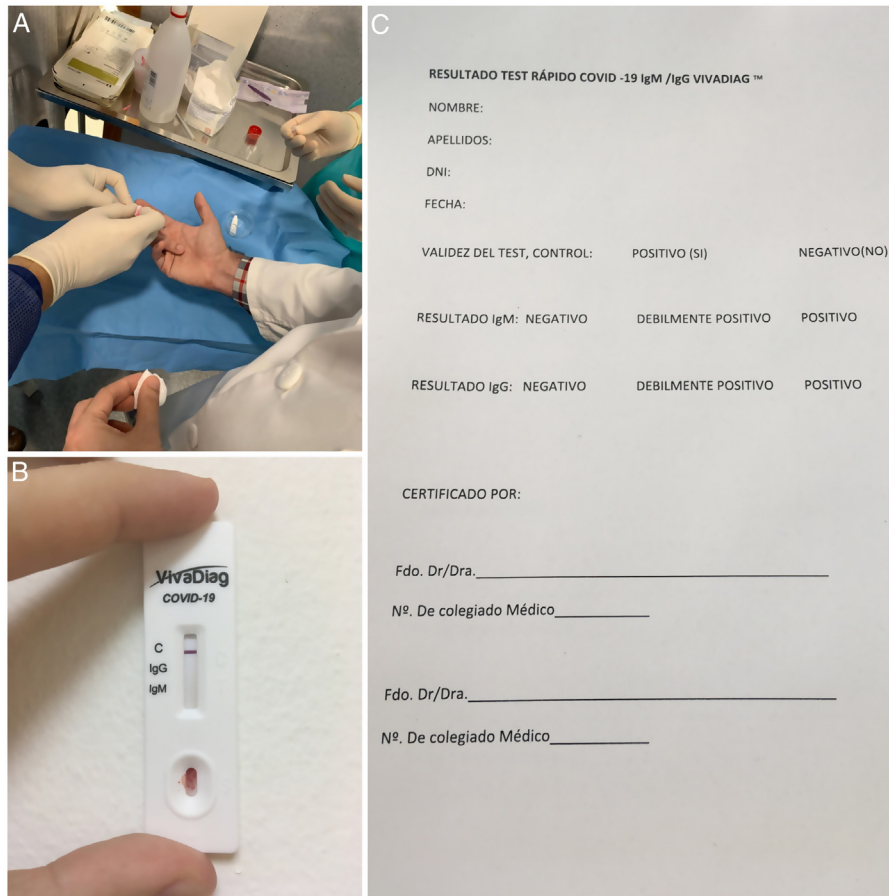 A
B
VivaDiag
COVID-19
C
IgG
IgM
C
RESULTADO TEST RÁPIDO COVID -19 IgM /IgG VIVADIAG ™
NOMBRE:
APELLIDOS:
DNI:
FECHA:
VALIDEZ DEL TEST, CONTROL: POSITIVO (SI) NEGATIVO(NO)
RESULTADO IgM: NEGATIVO DEBILMENTE POSITIVO POSITIVO
RESULTADO IgG: NEGATIVO DEBILMENTE POSITIVO POSITIVO
CERTIFICADO POR:
Fdo. Dr/Dra.
Nº. De colegiado Médico
Fdo. Dr/Dra.
Nº. De colegiado Médico